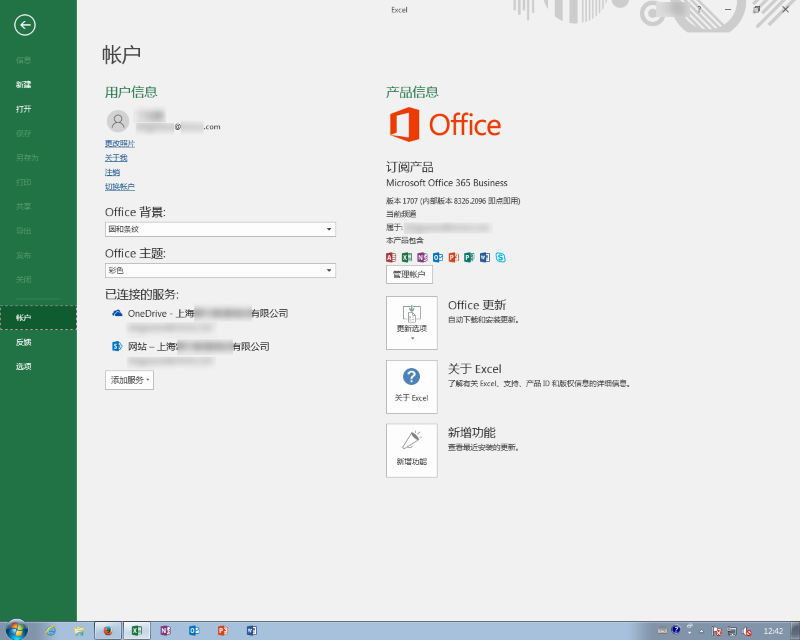 Excel
?
帐户
信息
新建
打开
保存
另存为
打印
共享
导出
发布
关闭
帐户
反馈
选项
用户信息
@
.com
更改照片
关于我
注销
切换帐户
Office 背景:
圆和条纹
Office 主题:
彩色
已连接的服务:
OneDrive - 上海
有限公司
网站 – 上海
有限公司
添加服务
产品信息
Office
订阅产品
Microsoft Office 365 Business
版本 1707 (内部版本 8326.2096 即点即用)
当前频道
属于:
本产品包含
管理帐户
更新选项
Office 更新
自动下载和安装更新。
关于 Excel
关于 Excel
了解有关 Excel、支持、产品 ID 和版权信息的详细信息。
新增功能
新增功能
查看最近安装的更新。
12:42